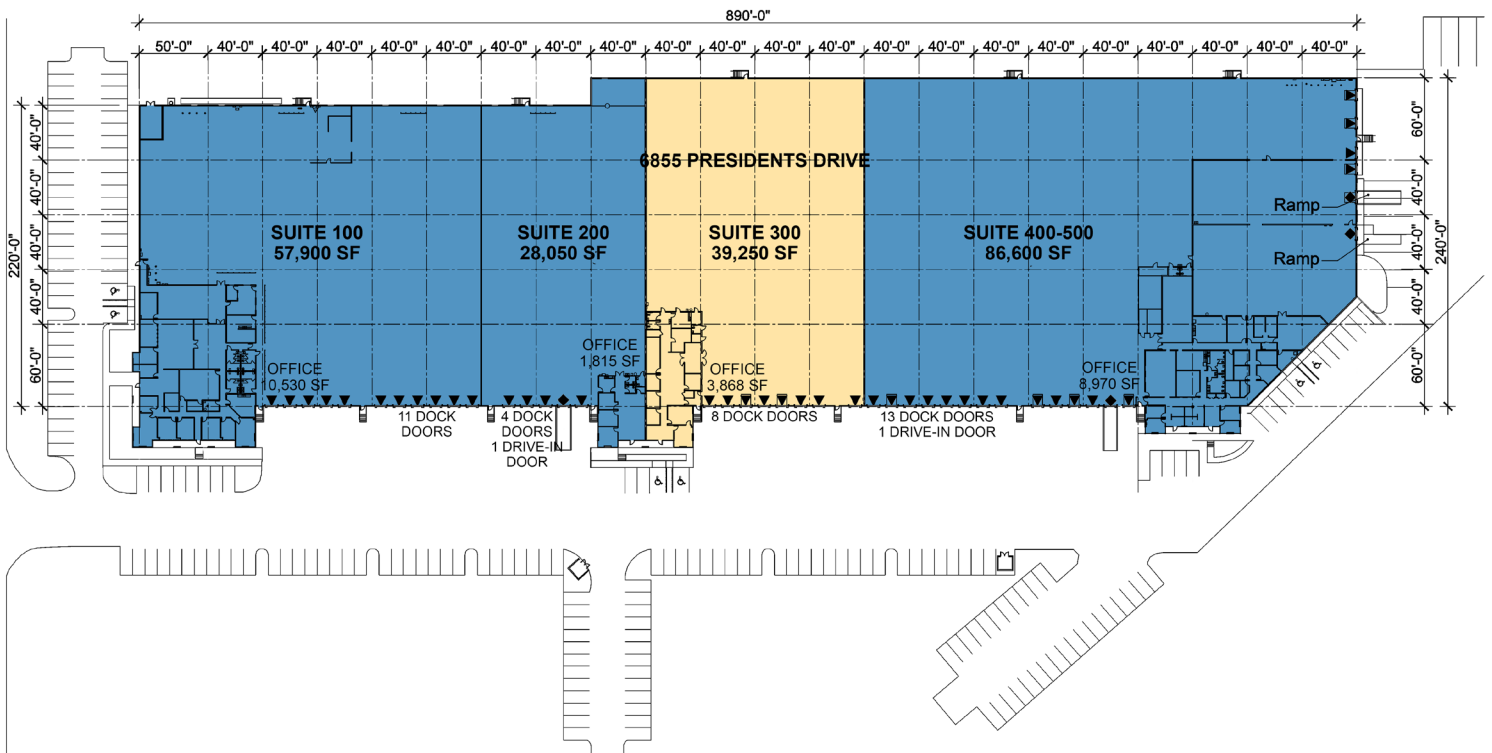 890'-0"
50'-0" 40'-0" 40'-0" 40'-0" 40'-0" 40'-0" 40'-0" 40'-0" 40'-0" 40'-0" 40'-0" 40'-0" 40'-0" 40'-0" 40'-0" 40'-0" 40'-0" 40'-0" 40'-0" 40'-0" 40'-0" 40'-0"
220'-0"
40'-0"
40'-0"
40'-0"
40'-0"
60'-0"
6855 PRESIDENTS DRIVE
SUITE 100
57,900 SF
SUITE 200
28,050 SF
SUITE 300
39,250 SF
SUITE 400-500
86,600 SF
Ramp
Ramp
60'-0"
40'-0"
40'-0"
40'-0"
60'-0"
240'-0"
OFFICE
10,530 SF
OFFICE
1,815 SF
OFFICE
3,868 SF
OFFICE
8,970 SF
11 DOCK
DOORS
4 DOCK
DOORS
1 DRIVE-IN
DOOR
8 DOCK DOORS
13 DOCK DOORS
1 DRIVE-IN DOOR